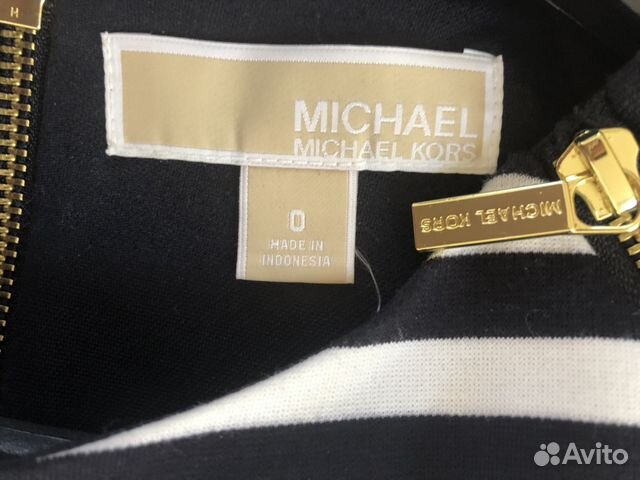 H
MICHAEL
MICHAEL KORS
0
MADE IN
INDONESIA
MICHAEL KORS
Avito